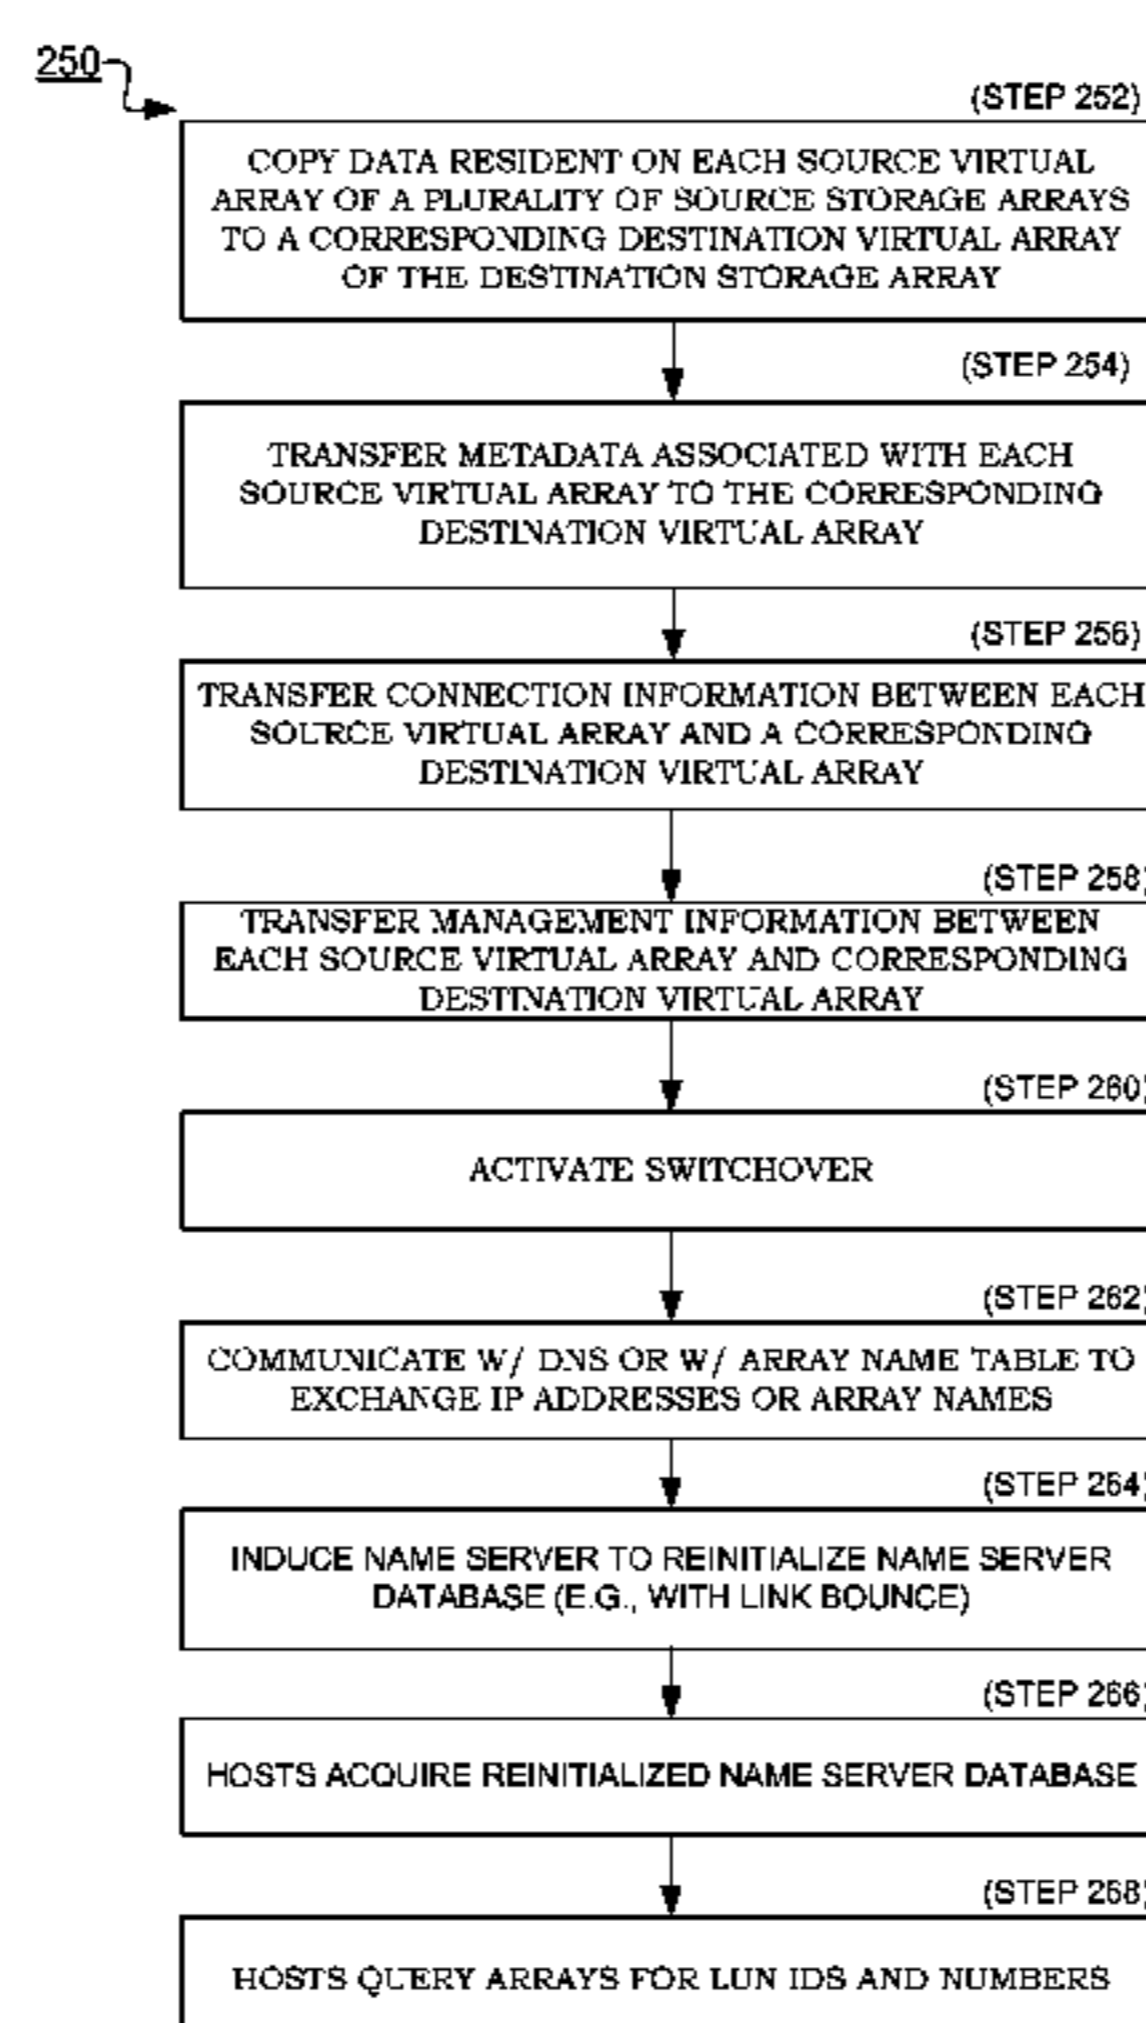 250
(STEP 252)
COPY DATA RESIDENT ON EACH SOURCE VIRTUAL
ARRAY OF A PLURALITY OF SOURCE STORAGE ARRAYS
TO A CORRESPONDING DESTINATION VIRTUAL ARRAY
OF THE DESTINATION STORAGE ARRAY
(STEP 254)
TRANSFER METADATA ASSOCIATED WITH EACH
SOURCE VIRTUAL ARRAY TO THE CORRESPONDING
DESTINATION VIRTUAL ARRAY
(STEP 256)
TRANSFER CONNECTION INFORMATION BETWEEN EACH
SOURCE VIRTUAL ARRAY AND A CORRESPONDING
DESTINATION VIRTUAL ARRAY
(STEP 258)
TRANSFER MANAGEMENT INFORMATION BETWEEN
EACH SOURCE VIRTUAL ARRAY AND CORRESPONDING
DESTINATION VIRTUAL ARRAY
(STEP 260)
ACTIVATE SWITCHOVER
(STEP 262)
COMMUNICATE W/ DNS OR W/ ARRAY NAME TABLE TO
EXCHANGE IP ADDRESSES OR ARRAY NAMES
(STEP 264)
INDUCE NAME SERVER TO REINITIALIZE NAME SERVER
DATABASE (E.G., WITH LINK BOUNCE)
(STEP 266)
HOSTS ACQUIRE REINITIALIZED NAME SERVER DATABASE
(STEP 268)
HOSTS QUERY ARRAYS FOR LUN IDS AND NUMBERS